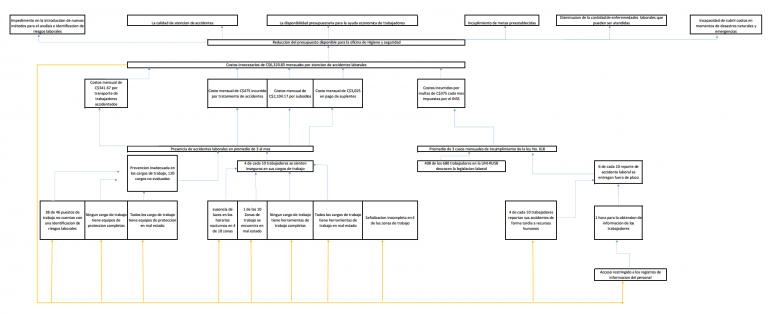 Impedimento en la introduccion de nuevos
métodos para el analisis e identificacion de
riesgos laborales
La calidad de atencion de accidentes
La disponibilidad presupuestaria para la ayuda economica de trabajadores
Incuplimiento de metas preestablecidas
Disminucion de la cantidad de enfermedades laborales que
pueden ser atendidas
Incapacidad de cubrir costos en
momentos de desastres naturales y
emergencias
Reduccion del presupuesto disponible para la oficina de Higiene y seguridad
Costos innecesarios de C$6,320.83 mensuales por atencion de accidentes laborales
Costos mensual de
C$341.67 por
transporte de
trabajadores
accidentados
Costo mensual de C$475 incurrido
por tratamiento de accidentes
Costos mensual de
C$2,104.17 por subsidios
Costo mensual de C$3,025
en pago de suplentes
Costos incurridos por
multas de C$375 cada mes
impuestas por el INSS
Presencia de accidentes laborales en promedio de 3 al mes
Promedio de 3 casos mensuales de incumplimiento de la ley No. 618
Prevencion inadecuada en
los cargos de trabajo, 120
cargos no evaluados
4 de cada 10 trabajadores se sienten
inseguros en sus cargos de trabajo
408 de los 680 trabajadores en la UNI-RUSB
desconocen la legislacion laboral
6 de cada 10 reporte de
accidente laboral se
entregan fuera de plazo
38 de 46 puestos de
trabajo no cuentan con
una identificacion de
riesgos laborales
Ningun cargo de trabajo
tiene equipos de
proteccion completos
Todos los cargo de trabajo
tiene equipos de proteccion
en mal estado
ausencia de
luces en los
horarios
nocturnos en 4
de 10 zonas
1 de las 10
Zonas de
trabajo se
encuentra en
mal estado
Ningun cargo de trabajo
tiene herramientas de
trabajo completas
Todos los cargos de trabajo
tiene herramientas de
trabajo en mal estado
Señalizacion incompleta en 4
de las zonas de trabajo
4 de cada 10 trabajadores
reportan sus accidentes de
forma tardia a recursos
humanos
1 hora para la obtencion de
informacion de los
trabajadores
Acceso restringido a los registros de
informacion del personal